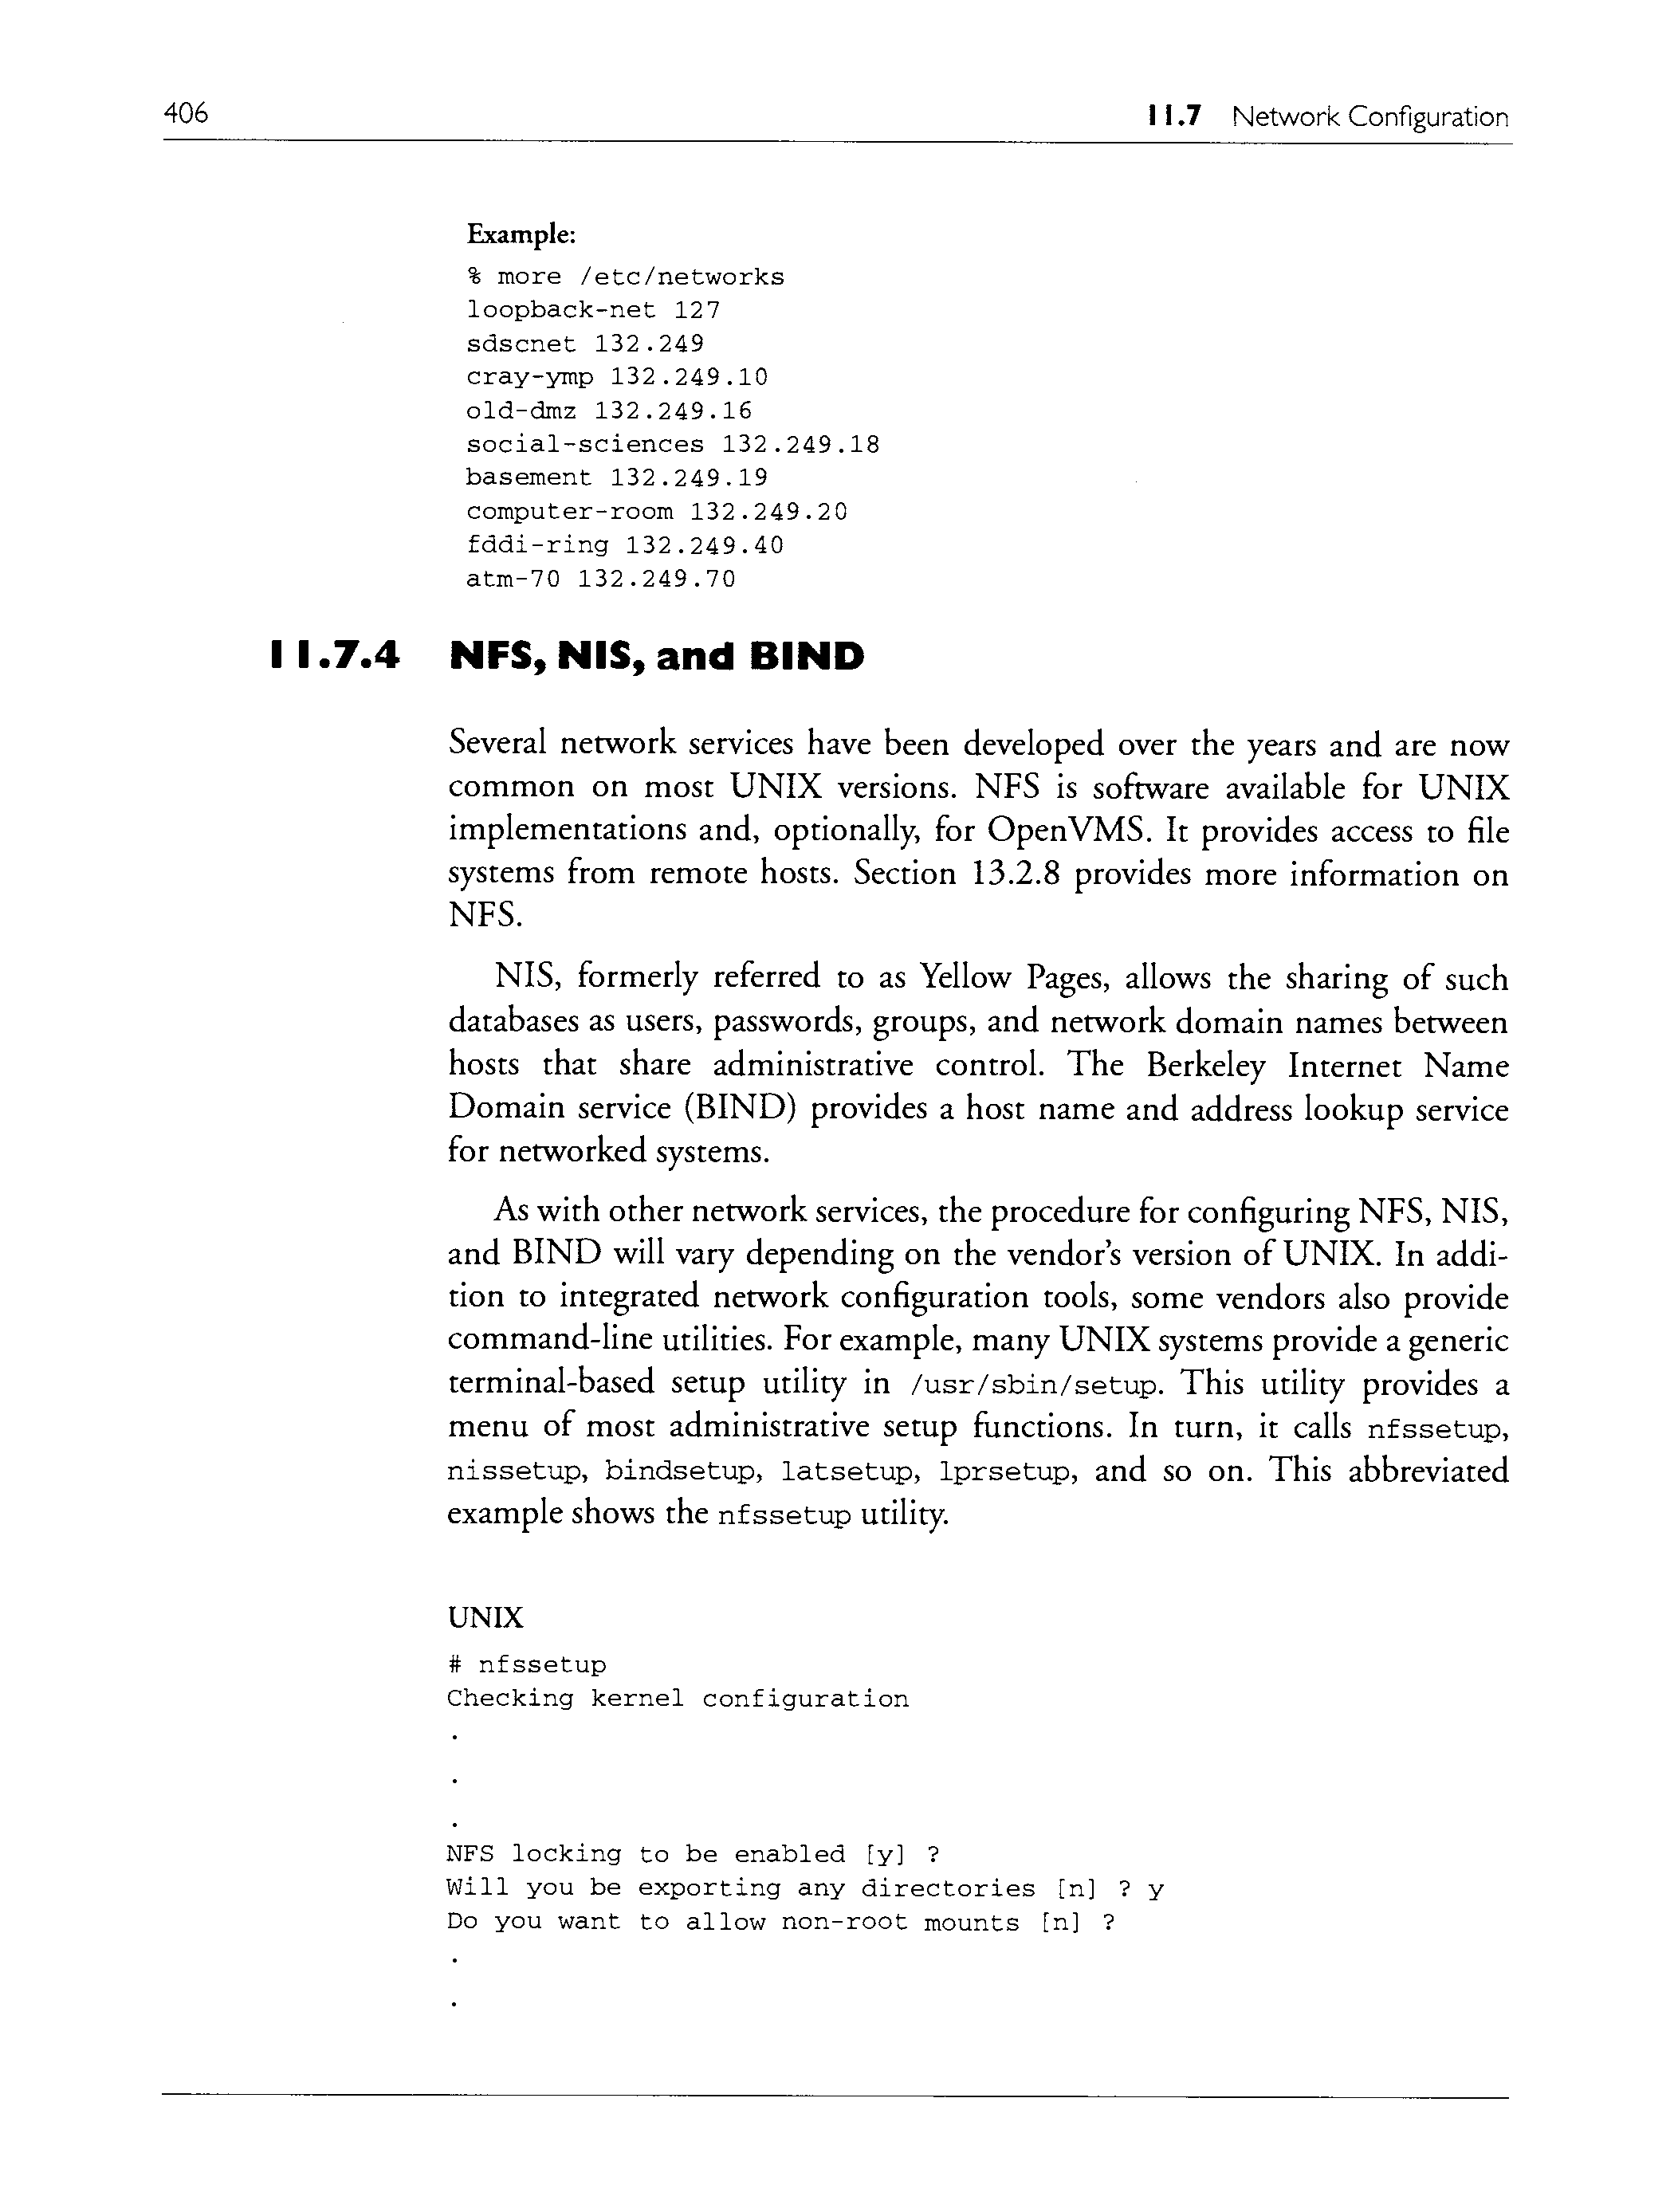 406
11.7 Network Configuration
Example:
% more /etc/networks
loopback-net 127
sdscnet 132.249
cray-ymp 132.249.10
old-dmz 132.249.16
social-sciences 132.249.18
basement 132.249.19
computer-room 132.249.20
fddi-ring 132.249.40
atm-70 132.249.70
11.7.4 NFS, NIS, and BIND
Several network services have been developed over the years and are now
common on most UNIX versions. NFS is software available for UNIX
implementations and, optionally, for OpenVMS. It provides access to file
systems from remote hosts. Section 13.2.8 provides more information on
NFS.
NIS, formerly referred to as Yellow Pages, allows the sharing of such
databases as users, passwords, groups, and network domain names between
hosts that share administrative control. The Berkeley Internet Name
Domain service (BIND) provides a host name and address lookup service
for networked systems.
As with other network services, the procedure for configuring NFS, NIS,
and BIND will vary depending on the vendor's version of UNIX. In addi-
tion to integrated network configuration tools, some vendors also provide
command-line utilities. For example, many UNIX systems provide a generic
terminal-based setup utility in /usr/sbin/setup. This utility provides a
menu of most administrative setup functions. In turn, it calls nfssetup,
nissetup, bindsetup, latsetup, lprsetup, and so on. This abbreviated
example shows the nfssetup utility.
UNIX
# nfssetup
Checking kernel configuration
.
.
.
NFS locking to be enabled [y] ?
Will you be exporting any directories [n] ? y
Do you want to allow non-root mounts [n] ?
.
.